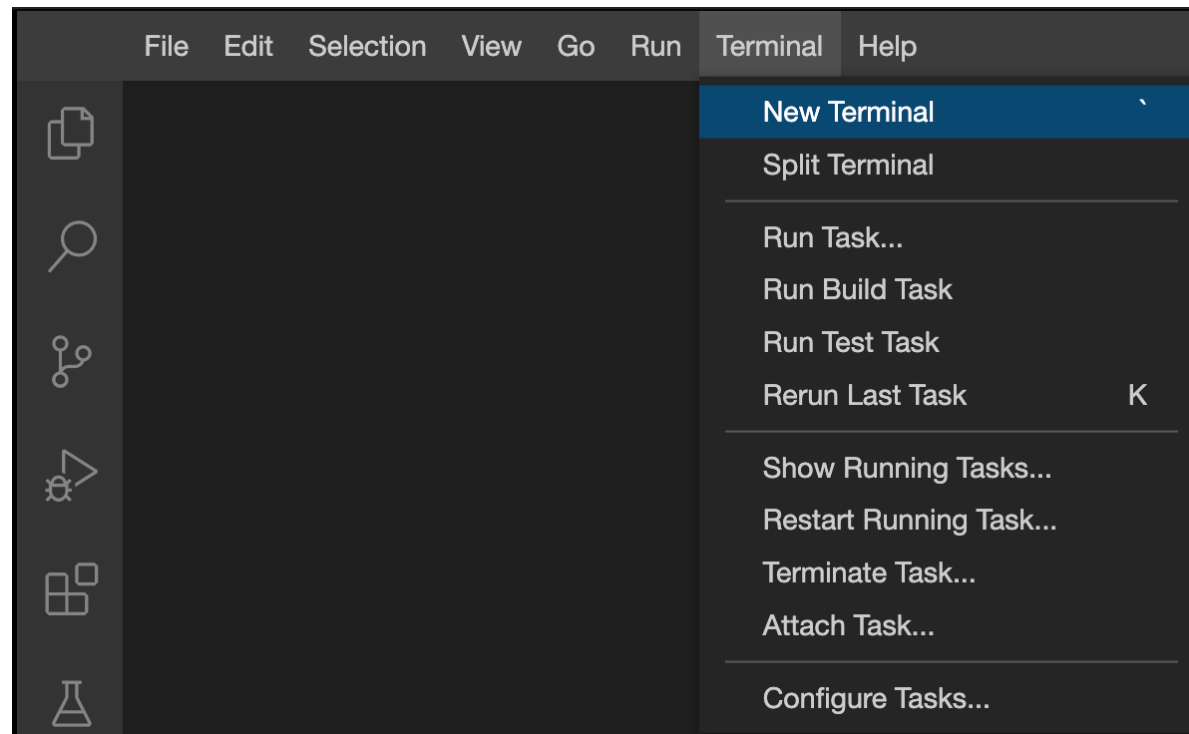 File Edit Selection View Go Run Terminal Help
New Terminal `
Split Terminal
Run Task...
Run Build Task
Run Test Task
Rerun Last Task K
Show Running Tasks...
Restart Running Task...
Terminate Task...
Attach Task...
Configure Tasks...